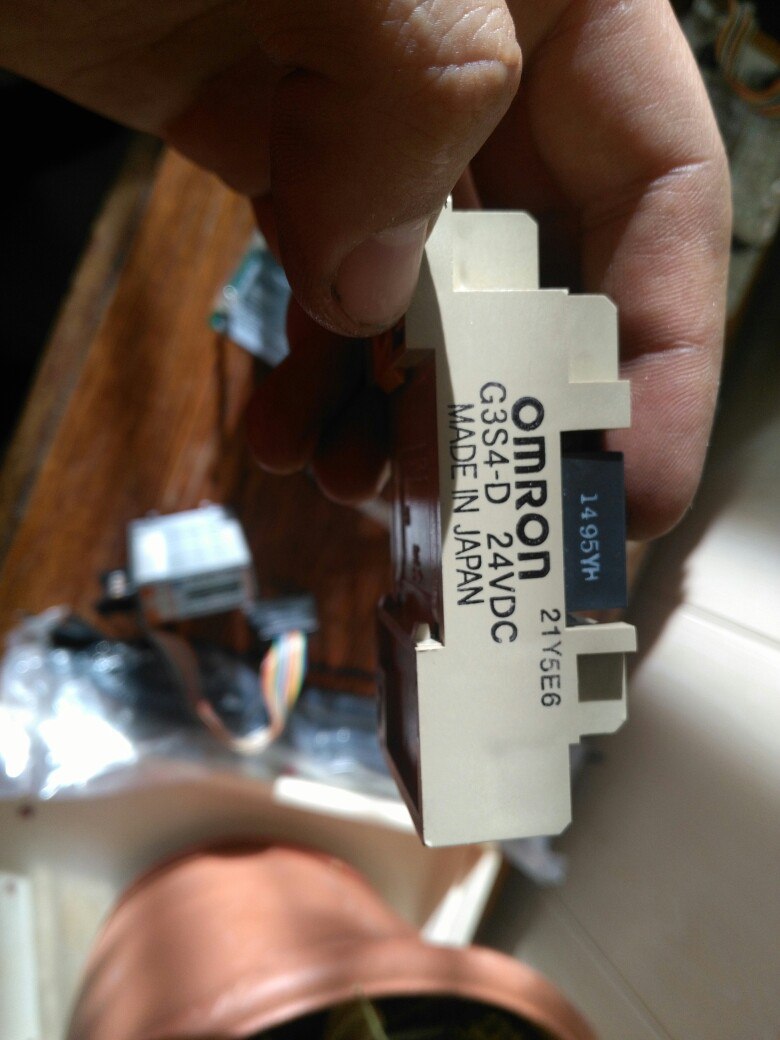 OMRON
G3S4-D 24VDC
MADE IN JAPAN
21Y5E6
1495YH